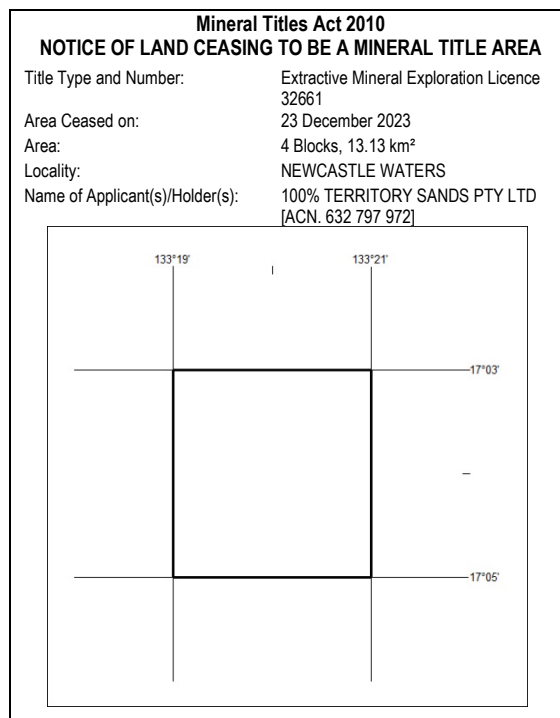 Mineral Titles Act 2010
NOTICE OF LAND CEASING TO BE A MINERAL TITLE AREA
Title Type and Number: Extractive Mineral Exploration Licence
32661
Area Ceased on: 23 December 2023
Area: 4 Blocks, 13.13 km²
Locality: NEWCASTLE WATERS
Name of Applicant(s)/Holder(s): 100% TERRITORY SANDS PTY LTD
[ACN. 632 797 972]
133°19' 133°21'
17°03'
17°05'